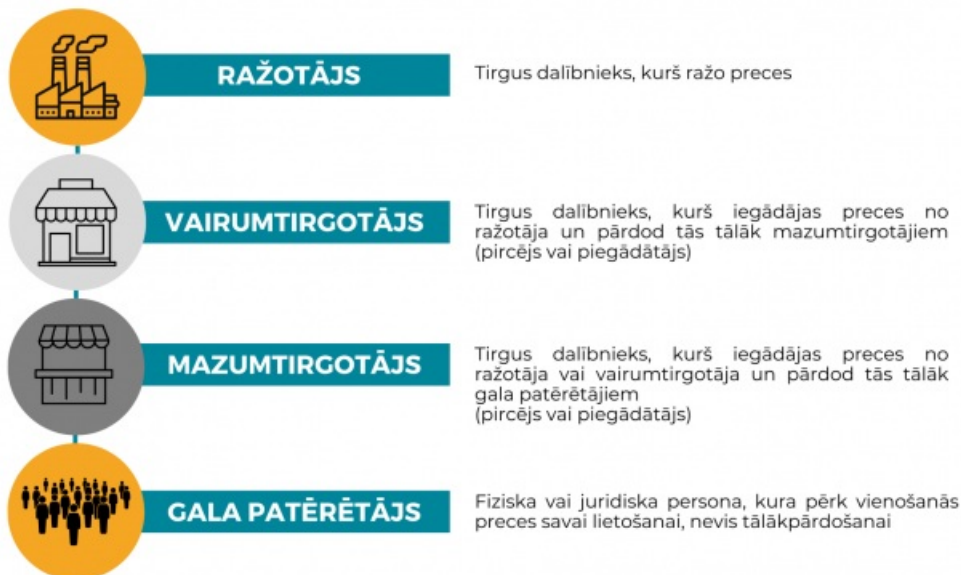 RAŽOTĀJS
Tirgus dalībnieks, kurš ražo preces
VAIRUMTIRGOTĀJS
Tirgus dalībnieks, kurš iegādājas preces no
ražotāja un pārdod tās tālāk mazumtirgotājiem
(pircējs vai piegādātājs)
MAZUMTIRGOTĀJS
Tirgus dalībnieks, kurš iegādājas preces no
ražotāja vai vairumtirgotāja un pārdod tās tālāk
gala patērētājiem
(pircējs vai piegādātājs)
GALA PATĒRĒTĀJS
Fiziska vai juridiska persona, kura pērk vienošanās
preces savai lietošanai, nevis tālākpārdošanai